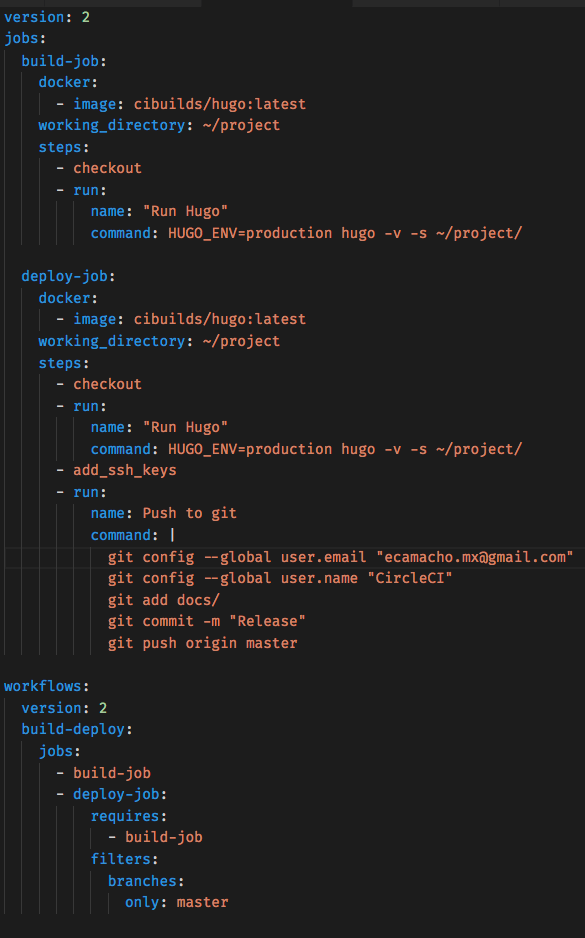 version: 2
jobs:
  build-job:
    docker:
      - image: cibuilds/hugo:latest
    working_directory: ~/project
    steps:
      - checkout
      - run:
          name: "Run Hugo"
          command: HUGO_ENV=production hugo -v -s ~/project/

  deploy-job:
    docker:
      - image: cibuilds/hugo:latest
    working_directory: ~/project
    steps:
      - checkout
      - run:
          name: "Run Hugo"
          command: HUGO_ENV=production hugo -v -s ~/project/
      - add_ssh_keys
      - run:
          name: Push to git
          command: |
            git config --global user.email "ecamacho.mx@gmail.com"
            git config --global user.name "CircleCI"
            git add docs/
            git commit -m "Release"
            git push origin master

workflows:
  version: 2
  build-deploy:
    jobs:
      - build-job
      - deploy-job:
          requires:
            - build-job
          filters:
            branches:
              only: master